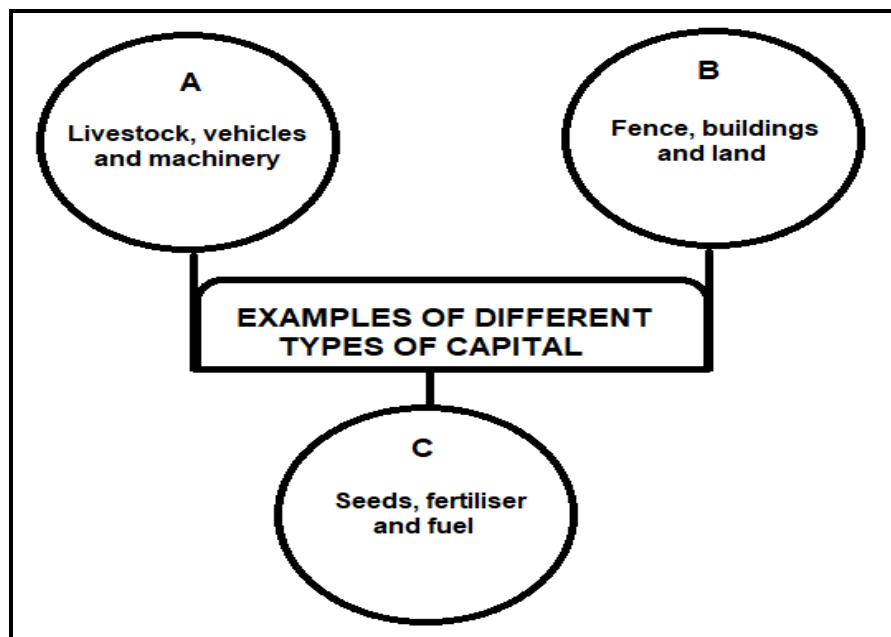 A
Livestock, vehicles
and machinery
B
Fence, buildings
and land
EXAMPLES OF DIFFERENT
TYPES OF CAPITAL
C
Seeds, fertiliser
and fuel